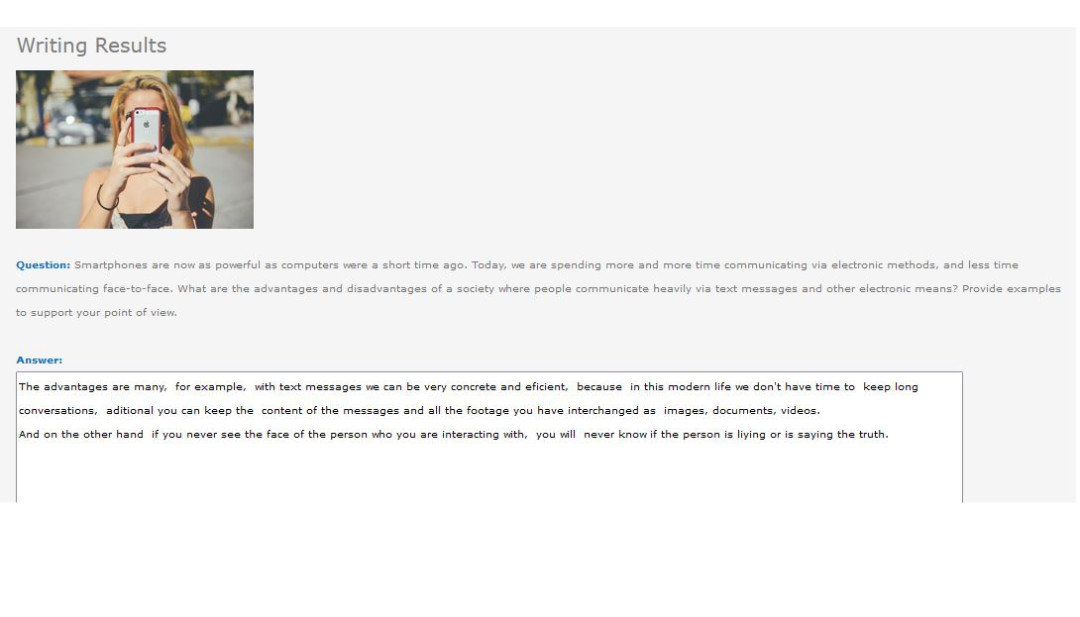 Writing Results
Question: Smartphones are now as powerful as computers were a short time ago. Today, we are spending more and more time communicating via electronic methods, and less time
communicating face-to-face. What are the advantages and disadvantages of a society where people communicate heavily via text messages and other electronic means? Provide examples
to support your point of view.
Answer:
The advantages are many,  for example,  with text messages we can be very concrete and eficient,  because  in this modern life we don't have time to  keep long
conversations,  aditional you can keep the  content of the messages and all the footage you have interchanged as  images, documents, videos.
And on the other hand  if you never see the face of the person who you are interacting with,  you will  never know if the person is liying or is saying the truth.